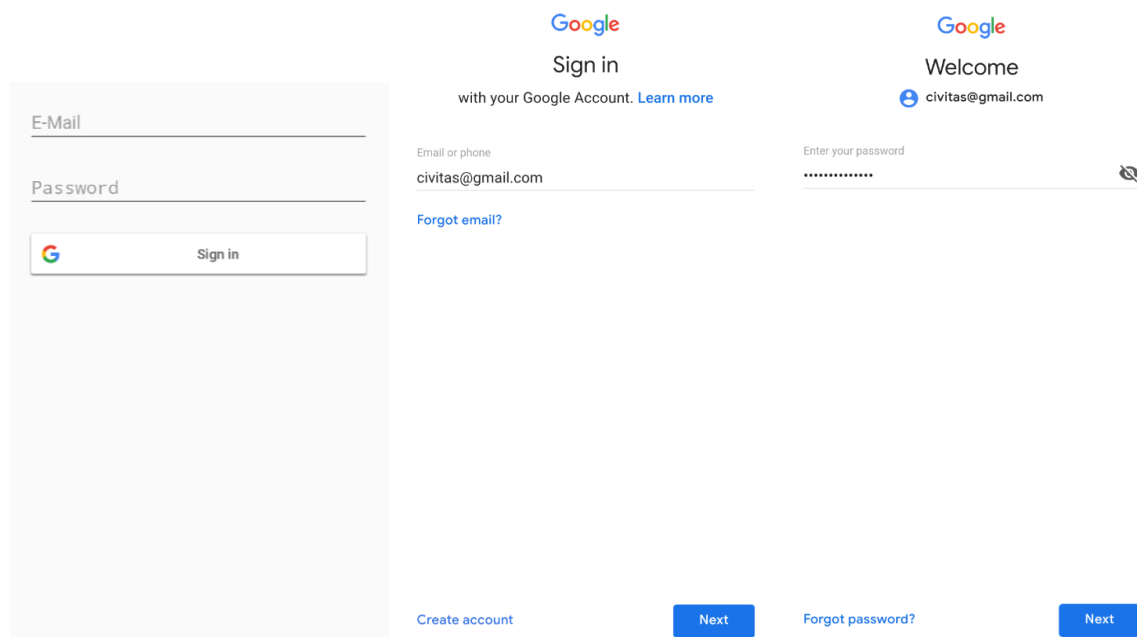 E-Mail
Password
Sign in
Google
Sign in
with your Google Account. Learn more
Email or phone
civitas@gmail.com
Forgot email?
Create account
Next
Google
Welcome
civitas@gmail.com
Enter your password
••••••••••••••
Forgot password?
Next